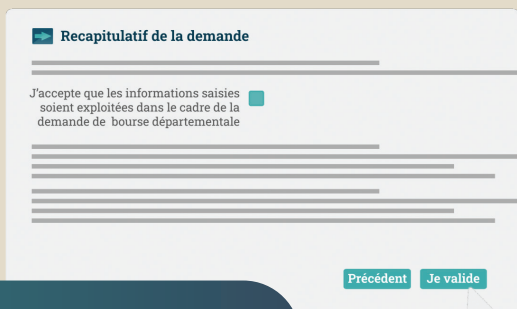 Recapitulatif de la demande
J'accepte que les informations saisies
soient exploitées dans le cadre de la
demande de bourse départementale
Précédent
Je valide